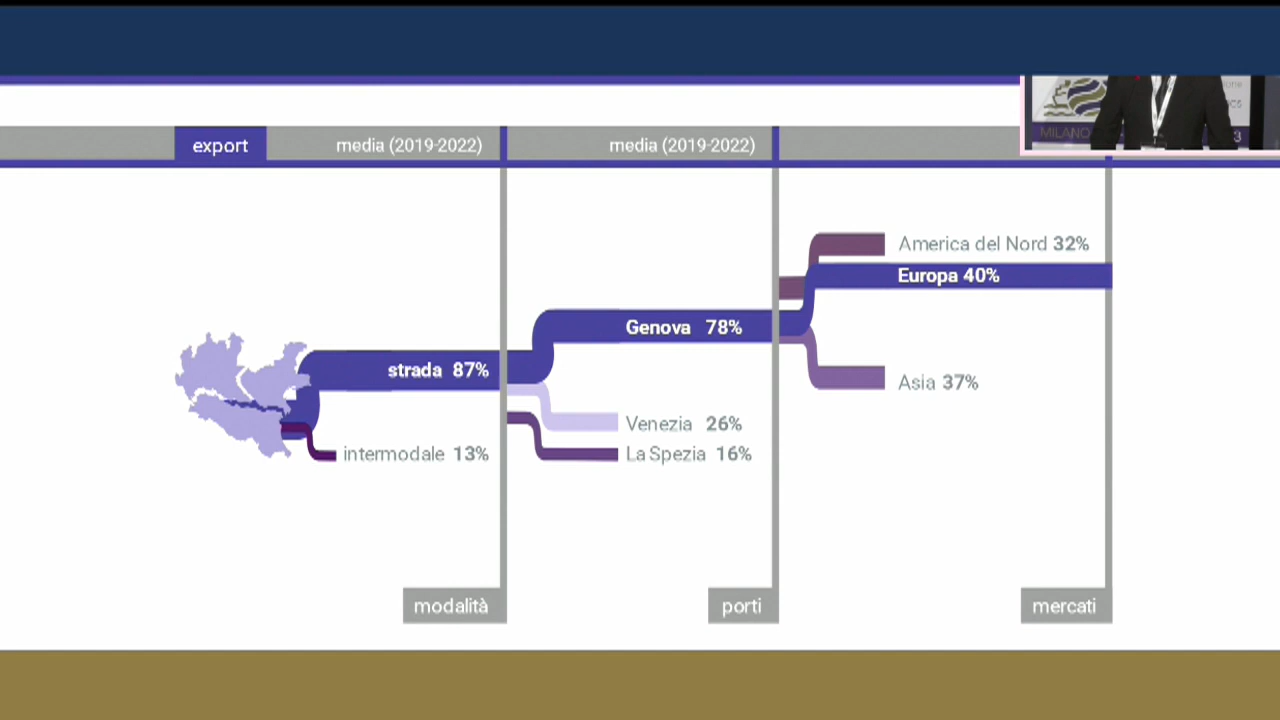 export
media (2019-2022)
media (2019-2022)
MILANO
3
America del Nord 32%
Europa 40%
Genova 78%
strada 87%
Asia 37%
Venezia 26%
intermodale 13%
La Spezia 16%
modalità
porti
mercati